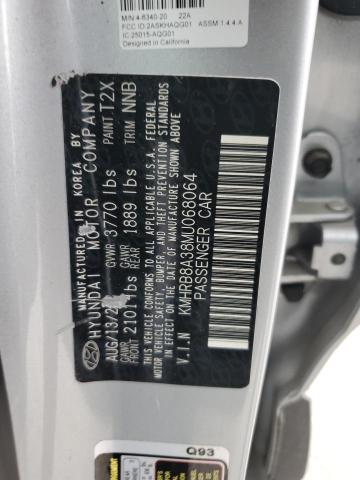 M/N 4-6340-20 22A
FCC ID:2ASKHAQG01 ASSM 1.4.4.A
IC:25015-AQG01
Designed in California
MFD. BY HYUNDAI MOTOR COMPANY IN KOREA
AUG/13/2 GVWR 3770 lbs PAINT T2X
GAWR FRONT 2101 lbs GAWR REAR 1889 lbs TRIM NNB
THIS VEHICLE CONFORMS TO ALL APPLICABLE U.S.A. FEDERAL
MOTOR VEHICLE SAFETY, BUMPER, AND THEFT
PREVENTION STANDARDS IN EFFECT ON THE DATE OF
MANUFACTURE SHOWN ABOVE.
V.I.N KMHRB8A38MU068064
PASSENGER CAR
Q93